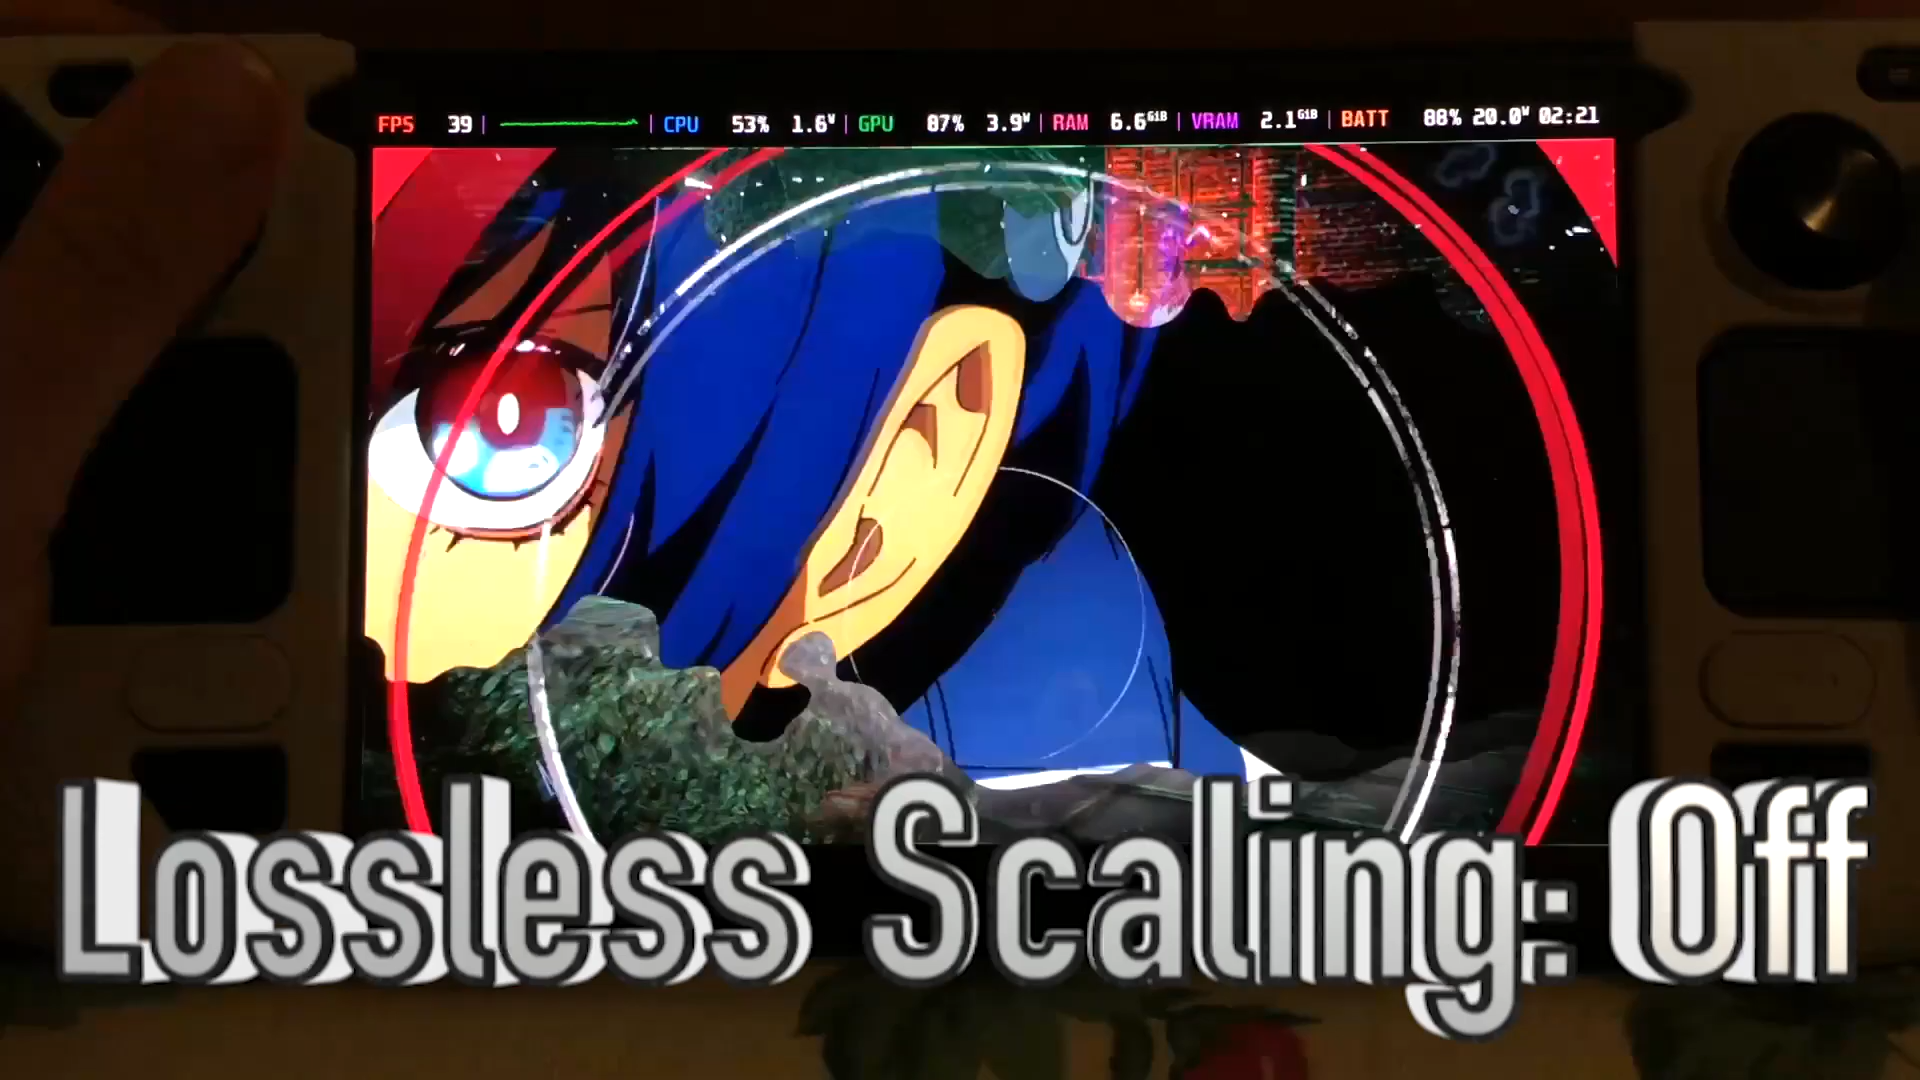 FPS 39 | | CPU 53% 1.6W | GPU 87% 3.9W | RAM 6.6GiB | VRAM 2.1GiB | BATT 88% 20.0W 02:21
Lossless Scaling: Off